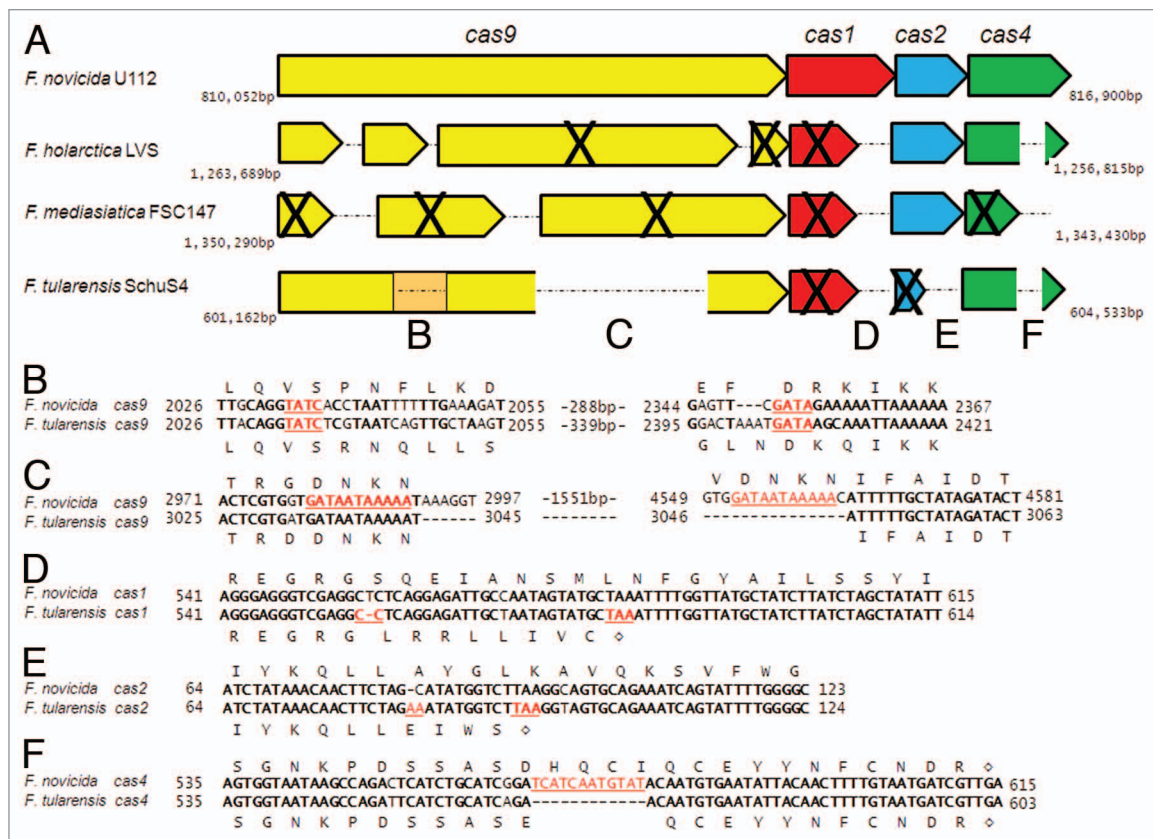 A
cas9 cas1 cas2 cas4
F. novicida U112
810,052bp 816,900bp
F. holarctica LVS
1,263,689bp 1,256,815bp
F. mediasiatica FSC147
1,350,290bp 1,343,430bp
F. tularensis SchuS4
601,162bp 604,533bp
B C D E F
B
L Q V S P N F L K D E F D R K I K K
F. novicida cas9 2026 TTGCAGGTATCACCTAATTTTTTGAAAGAT 2055 -288bp- 2344 GAGTT---CGATAGAAAAATTAAAAAA 2367
F. tularensis cas9 2026 TTACAGGTATCTCGTAATCAGTTGCTAAGT 2055 -339bp- 2395 GGACTAAATGATAAGCAAATTAAAAAA 2421
L Q V S R N Q L L S G L N D K Q I K K
C
T R G D N K N V D N K N I F A I D T
F. novicida cas9 2971 ACTCGTGGTGATAATAAAAATAAAGGT 2997 -1551bp- 4549 GTGGATAATAAAAACATTTTTGCTATAGATACT 4581
F. tularensis cas9 3025 ACTCGTGATGATAATAAAAAT------ 3045 -------- 3046 ---------------ATTTTTGCTATAGATACT 3063
T R D D N K N I F A I D T
D
R E G R G S Q E I A N S M L N F G Y A I L S S Y I
F. novicida cas1 541 AGGGAGGGTCGAGGCTCTCAGGAGATTGCCAATAGTATGCTAAATTTTGGTTATGCTATCTTATCTAGCTATATT 615
F. tularensis cas1 541 AGGGAGGGTCGAGGC-CTCAGGAGATTGCTAATAGTATGCTAAATTTTGGTTATGCTATCTTATCTAGCTATATT 614
R E G R G L R R L L I V C ⋄
E
I Y K Q L L A Y G L K A V Q K S V F W G
F. novicida cas2 64 ATCTATAAACAACTTCTAG-CATATGGTCTTAAGGCAGTGCAGAAATCAGTATTTTGGGGC 123
F. tularensis cas2 64 ATCTATAAACAACTTCTAGAAATATGGTCTTAAGGTAGTGCAGAAATCAGTATTTTGGGGC 124
I Y K Q L L E I W S ⋄
F
S G N K P D S S A S D H Q C I Q C E Y Y N F C N D R ⋄
F. novicida cas4 535 AGTGGTAATAAGCCAGACTCATCTGCATCGGATCATCAATGTATACAATGTGAATATTACAACTTTTGTAATGATCGTTGA 615
F. tularensis cas4 535 AGTGGTAATAAGCCAGATTCATCTGCATCAGA------------ACAATGTGAATATTACAACTTTTGTAATGATCGTTGA 603
S G N K P D S S A S E Q C E Y Y N F C N D R ⋄